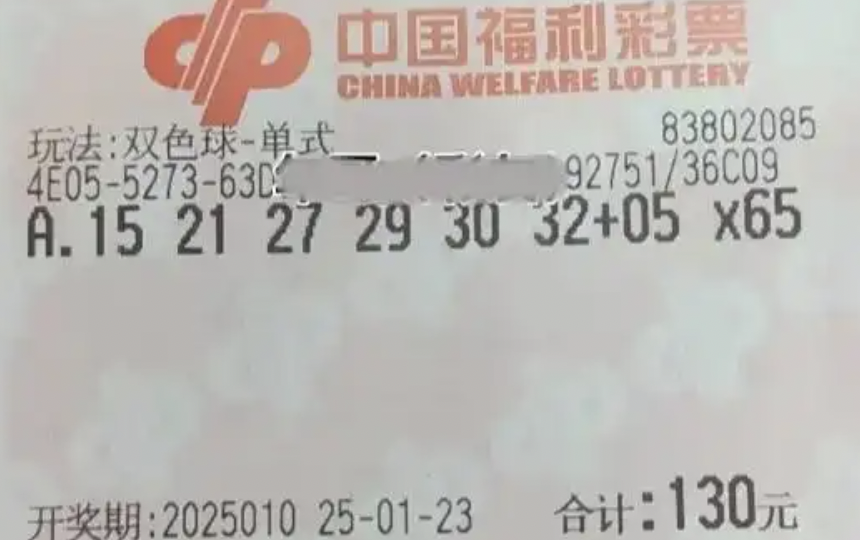 中国福利彩票
CHINA WELFARE LOTTERY
玩法:双色球-单式 83802085
4E05-5273-63D 92751/36C09
A.15 21 27 29 30 32+05 x65
开奖期:2025010 25-01-23 合计:130元